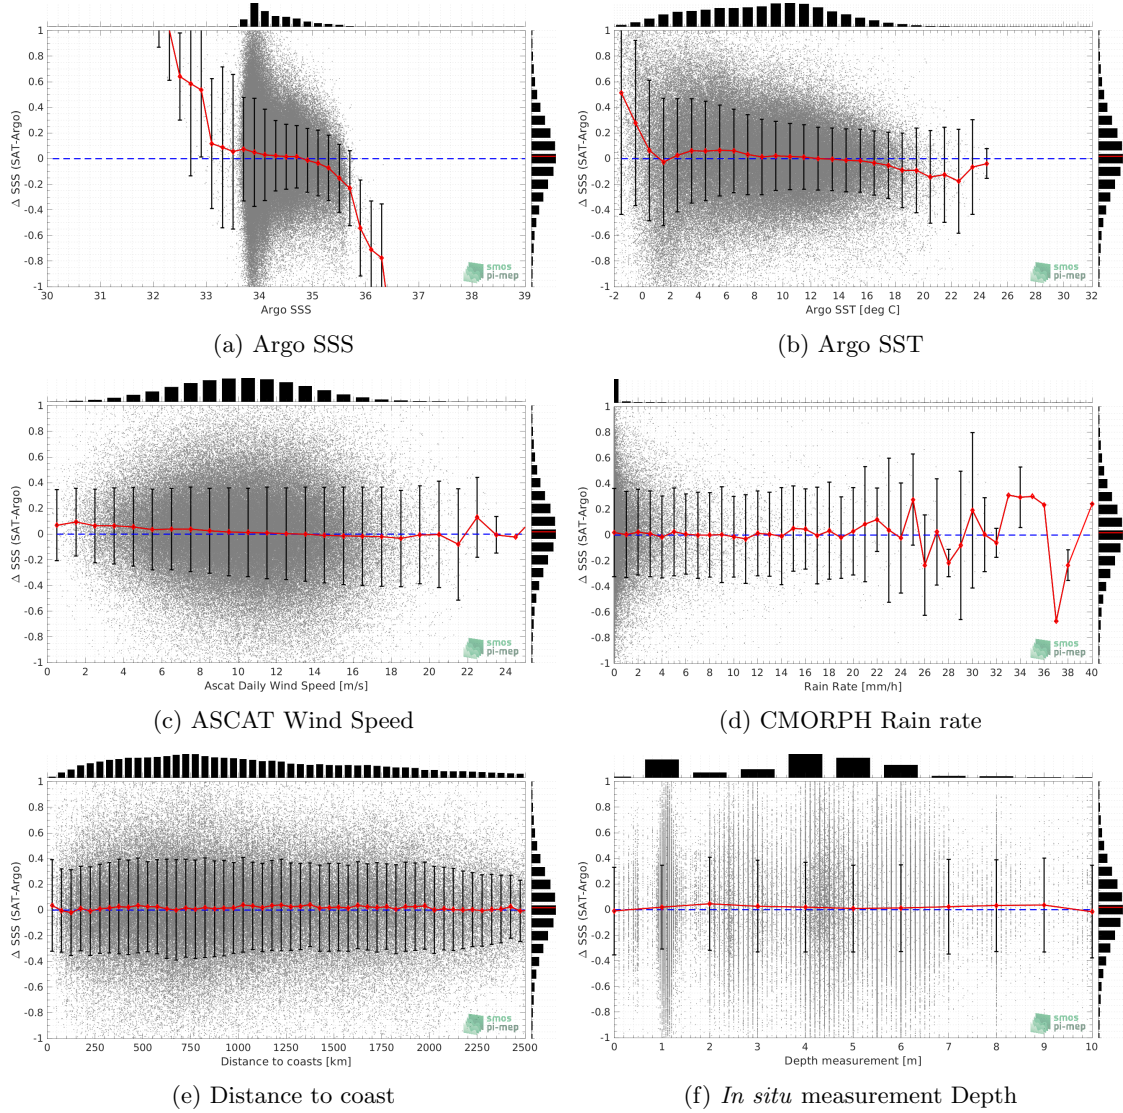 1
0.8
0.6
0.4
0.2
0
-0.2
-0.4
-0.6
-0.8
-1
Δ SSS (SAT-Argo)
smos
pi-mep
30 31 32 33 34 35 36 37 38 39
Argo SSS
(a) Argo SSS
1
0.8
0.6
0.4
0.2
0
-0.2
-0.4
-0.6
-0.8
-1
Δ SSS (SAT-Argo)
smos
pi-mep
-2 0 2 4 6 8 10 12 14 16 18 20 22 24 26 28 30 32
Argo SST [deg C]
(b) Argo SST
1
0.8
0.6
0.4
0.2
0
-0.2
-0.4
-0.6
-0.8
-1
Δ SSS (SAT-Argo)
smos
pi-mep
0 2 4 6 8 10 12 14 16 18 20 22 24
Ascat Daily Wind Speed [m/s]
(c) ASCAT Wind Speed
1
0.8
0.6
0.4
0.2
0
-0.2
-0.4
-0.6
-0.8
-1
Δ SSS (SAT-Argo)
smos
pi-mep
0 2 4 6 8 10 12 14 16 18 20 22 24 26 28 30 32 34 36 38 40
Rain Rate [mm/h]
(d) CMORPH Rain rate
1
0.8
0.6
0.4
0.2
0
-0.2
-0.4
-0.6
-0.8
-1
Δ SSS (SAT-Argo)
smos
pi-mep
0 250 500 750 1000 1250 1500 1750 2000 2250 2500
Distance to coasts [km]
(e) Distance to coast
1
0.8
0.6
0.4
0.2
0
-0.2
-0.4
-0.6
-0.8
-1
Δ SSS (SAT-Argo)
smos
pi-mep
0 1 2 3 4 5 6 7 8 9 10
Depth measurement [m]
(f) In situ measurement Depth